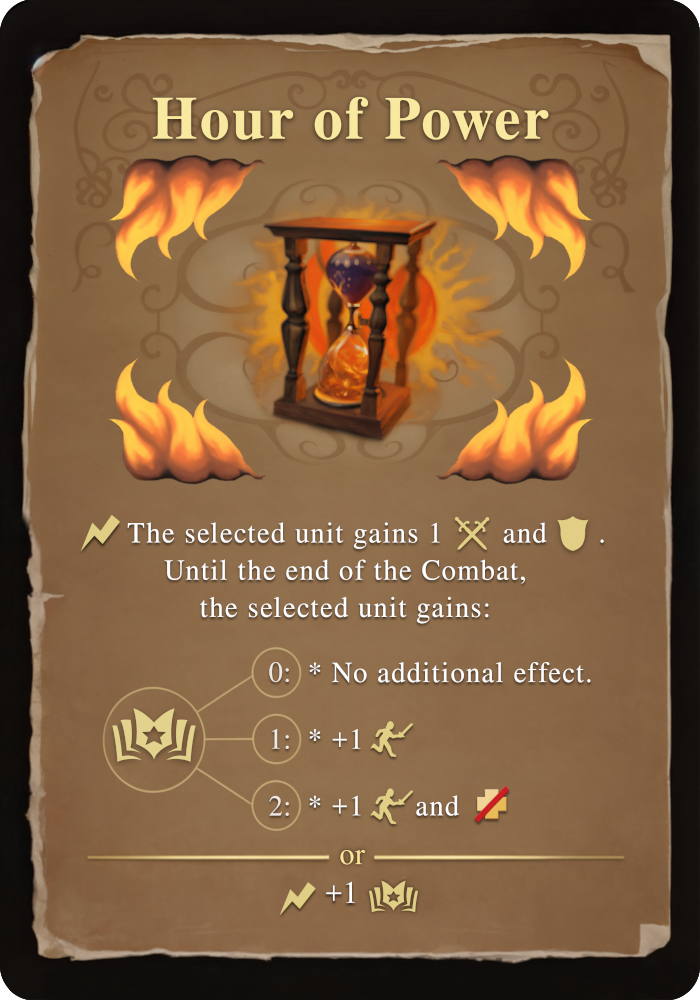 Hour of Power
The selected unit gains 1 and .
Until the end of the Combat,
the selected unit gains:
0: * No additional effect.
1: * +1
2: * +1 and
or
+1